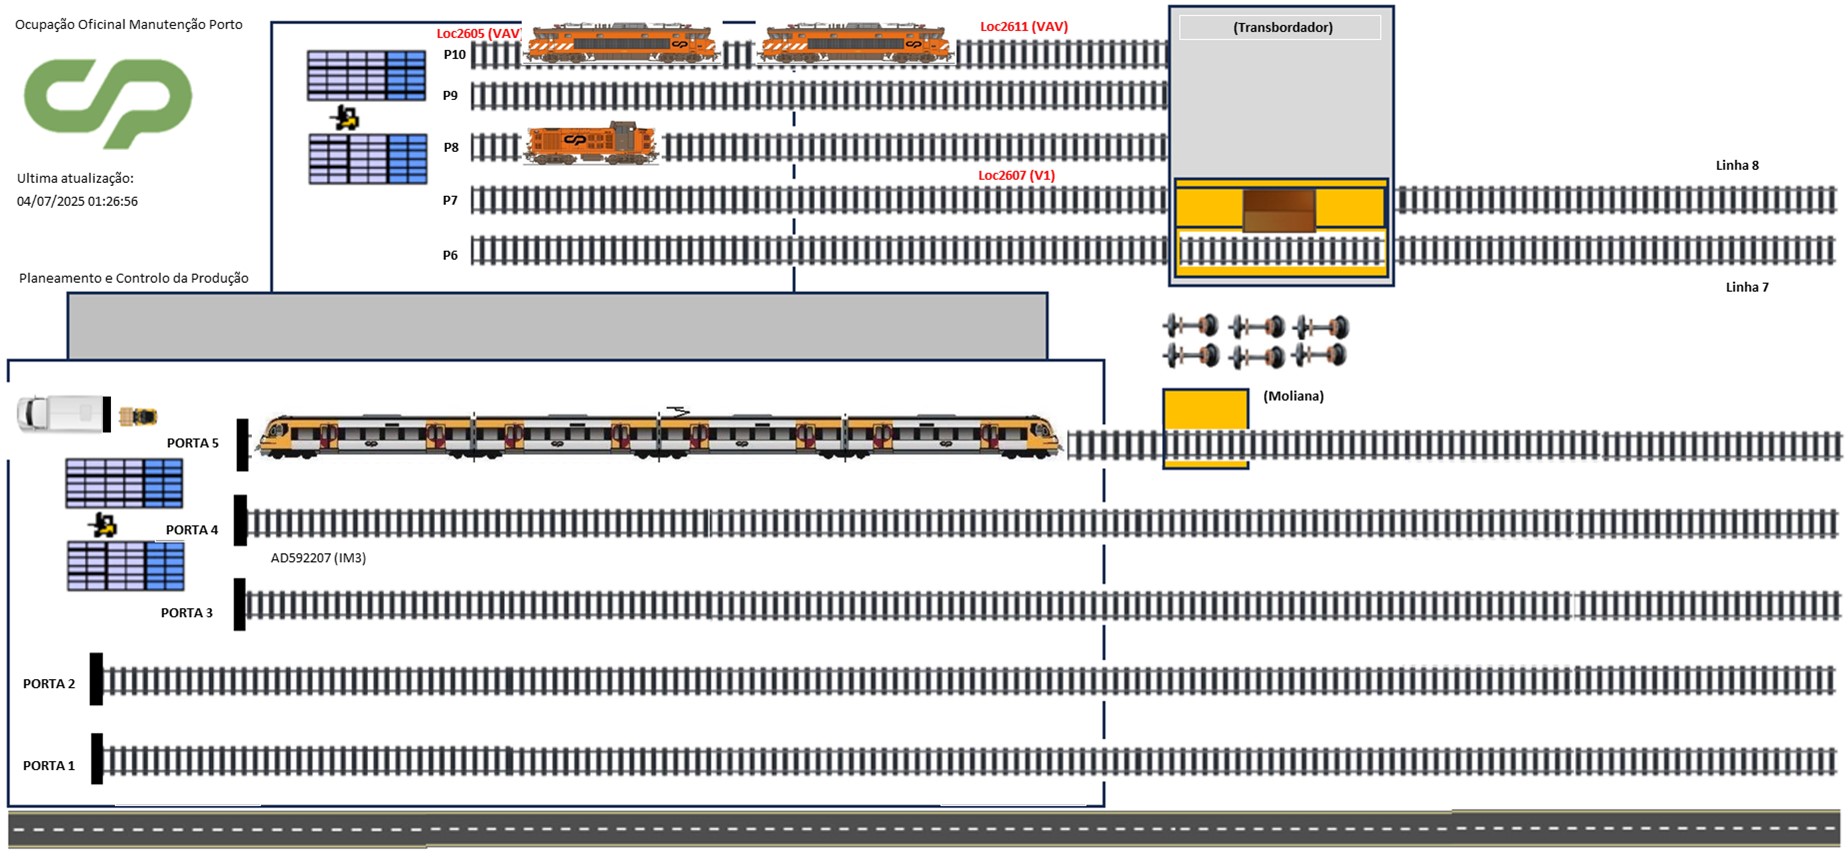 Ocupação Oficinal Manutenção Porto
Loc2605 (VAV)
Loc2611 (VAV)
(Transbordador)
P10
P9
P8
Ultima atualização:
04/07/2025 01:26:56
Loc2607 (V1)
Linha 8
P7
P6
Planeamento e Controlo da Produção
Linha 7
(Moliana)
PORTA 5
PORTA 4
AD592207 (IM3)
PORTA 3
PORTA 2
PORTA 1